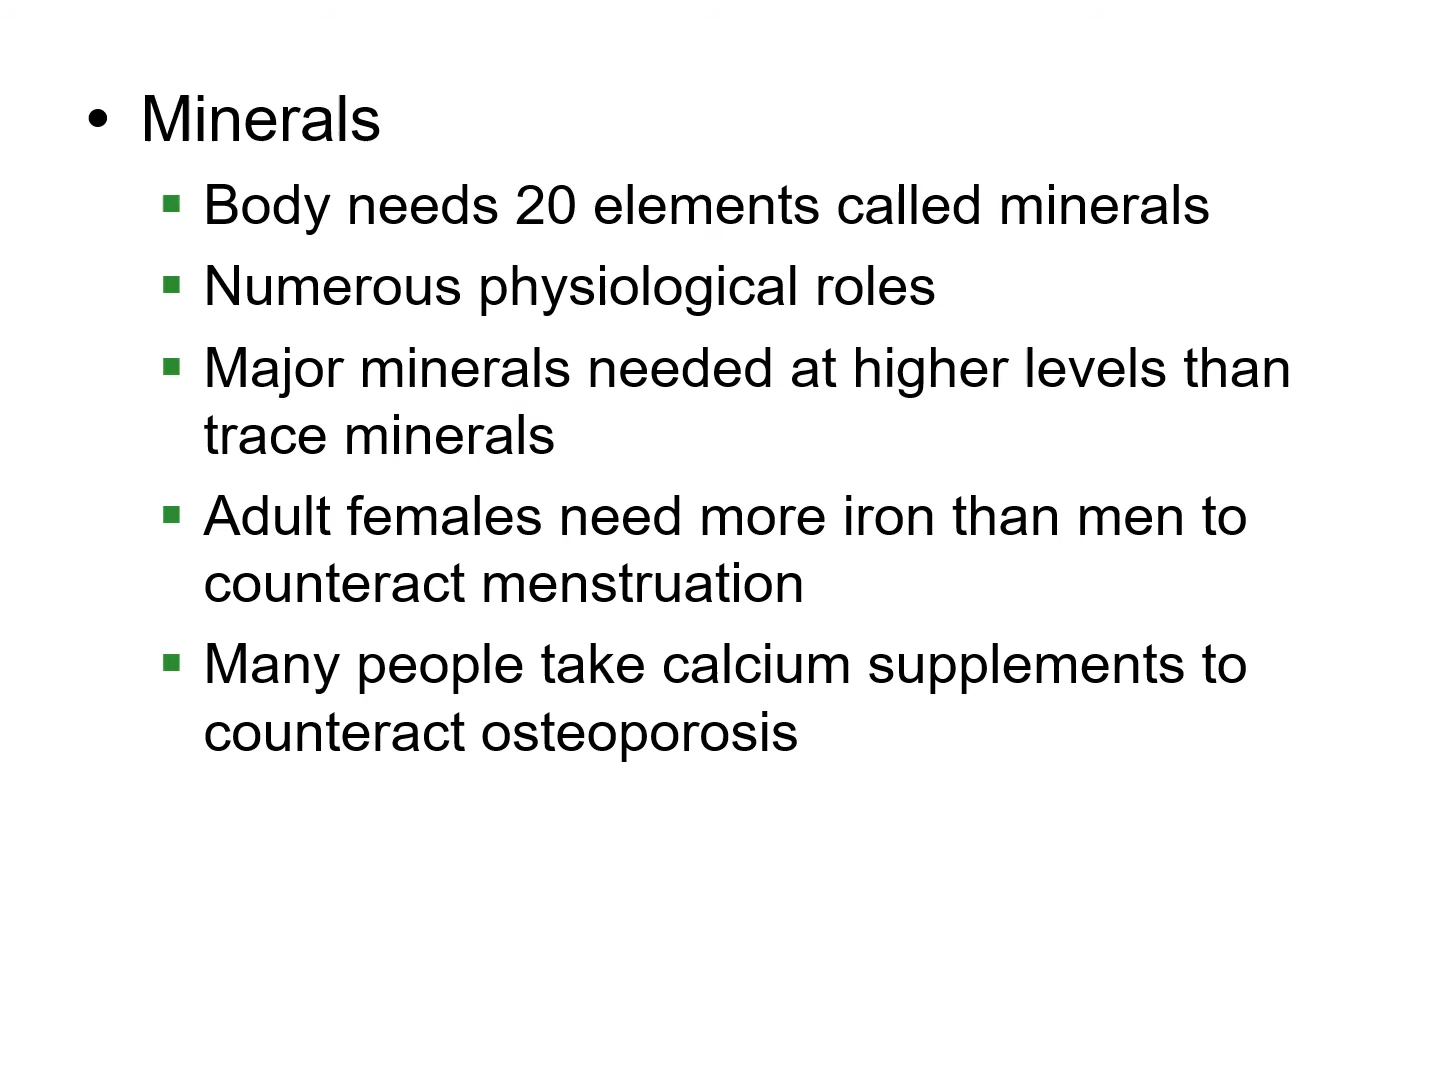 • Minerals
▪ Body needs 20 elements called minerals
▪ Numerous physiological roles
▪ Major minerals needed at higher levels than
trace minerals
▪ Adult females need more iron than men to
counteract menstruation
▪ Many people take calcium supplements to
counteract osteoporosis